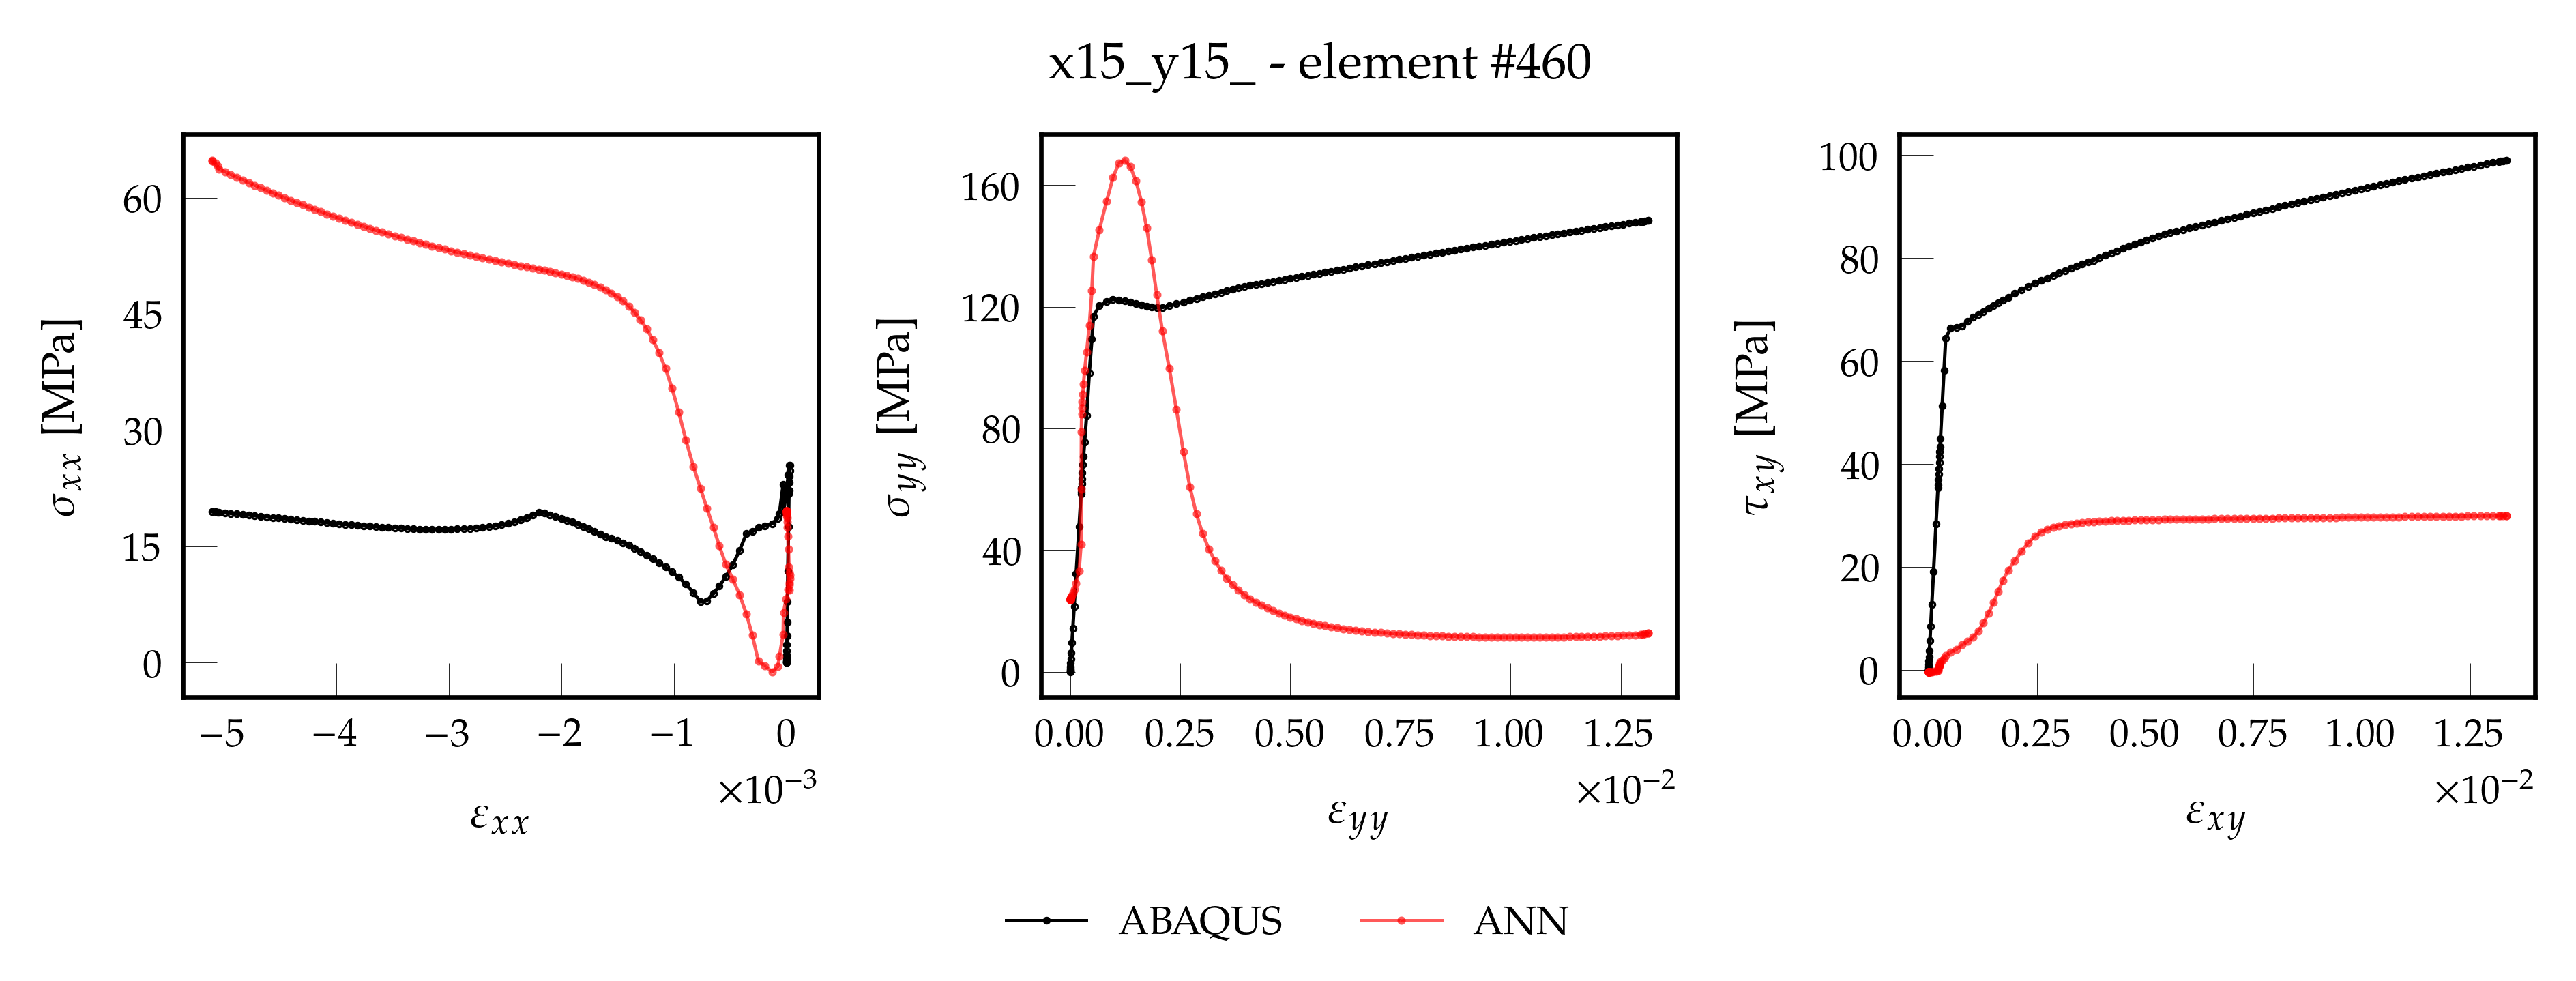 x15_y15_ - element #460
σxx [MPa]
60
45
30
15
0
−5 −4 −3 −2 −1 0
×10−3
εxx
σyy [MPa]
160
120
80
40
0
0.00 0.25 0.50 0.75 1.00 1.25
×10−2
εyy
τxy [MPa]
100
80
60
40
20
0
0.00 0.25 0.50 0.75 1.00 1.25
×10−2
εxy
ABAQUS ANN